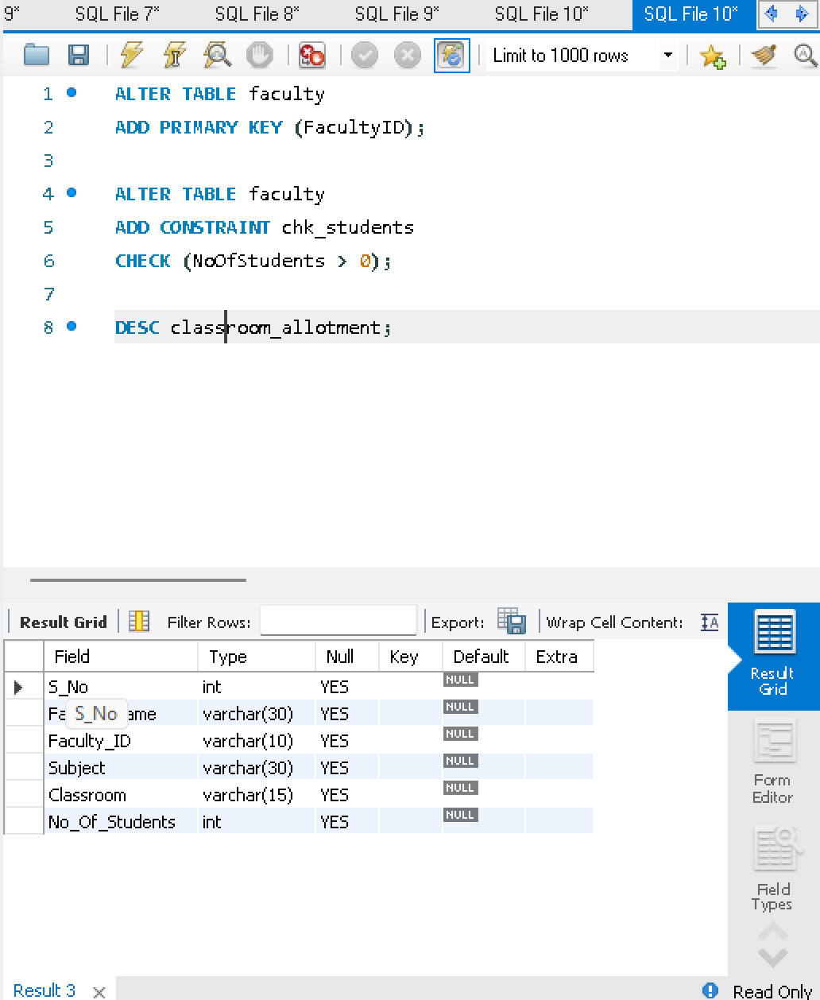 9* SQL File 7* SQL File 8* SQL File 9* SQL File 10* SQL File 10*
Limit to 1000 rows
1 ALTER TABLE faculty
2 ADD PRIMARY KEY (FacultyID);
3
4 ALTER TABLE faculty
5 ADD CONSTRAINT chk_students
6 CHECK (NoOfStudents > 0);
7
8 DESC classroom_allotment;
Result Grid Filter Rows: Export: Wrap Cell Content: IA
Field Type Null Key Default Extra
S_No int YES NULL
Fa S_No ame varchar(30) YES NULL
Faculty_ID varchar(10) YES NULL
Subject varchar(30) YES NULL
Classroom varchar(15) YES NULL
No_Of_Students int YES NULL
Result
Grid
Form
Editor
Field
Types
Result 3 Read Only